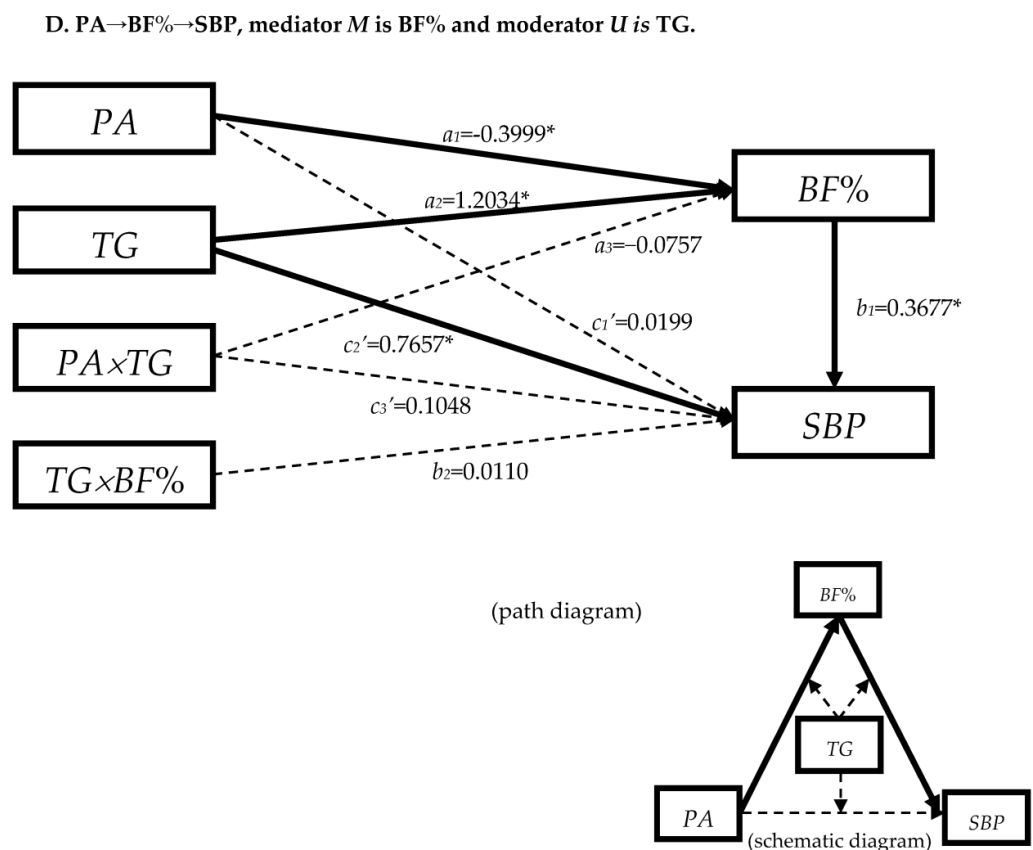 D. PA→BF%→SBP, mediator M is BF% and moderator U is TG.
PA
a1=-0.3999*
BF%
a2=1.2034*
TG
a3=−0.0757
b1=0.3677*
c1′=0.0199
c2′=0.7657*
PA×TG
c3′=0.1048
SBP
TG×BF%
b2=0.0110
BF%
(path diagram)
TG
PA
SBP
(schematic diagram)